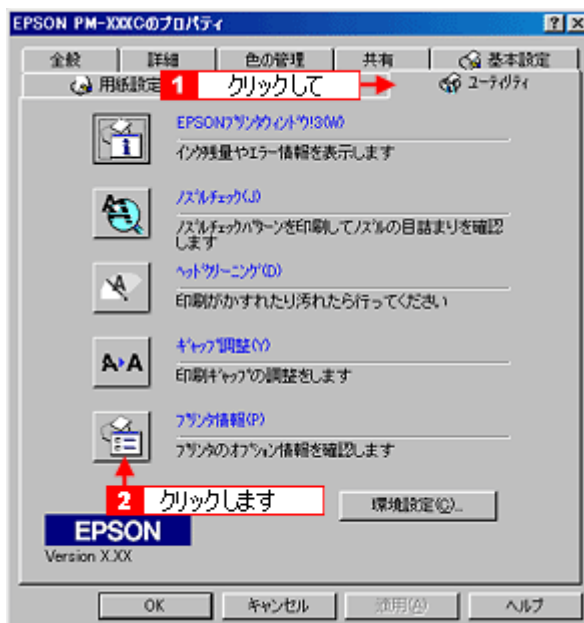 EPSON PM-XXXCのプロパティ
全般 詳細 色の管理 共有 基本設定
用紙設定 1 クリックして ユーティリティ
EPSONプリンタウィンドウ!3(W)
インク残量やエラー情報を表示します
ノズルチェック(J)
ノズルチェックパターンを印刷してノズルの目詰まりを確認
します
ヘッドクリーニング(D)
印刷がかすれたり汚れたら行ってください
ギャップ調整(Y)
印刷ギャップの調整をします
プリンタ情報(P)
プリンタのオプション情報を確認します
2 クリックします 環境設定(C)...
EPSON
Version X.XX
OK キャンセル 適用(A) ヘルプ